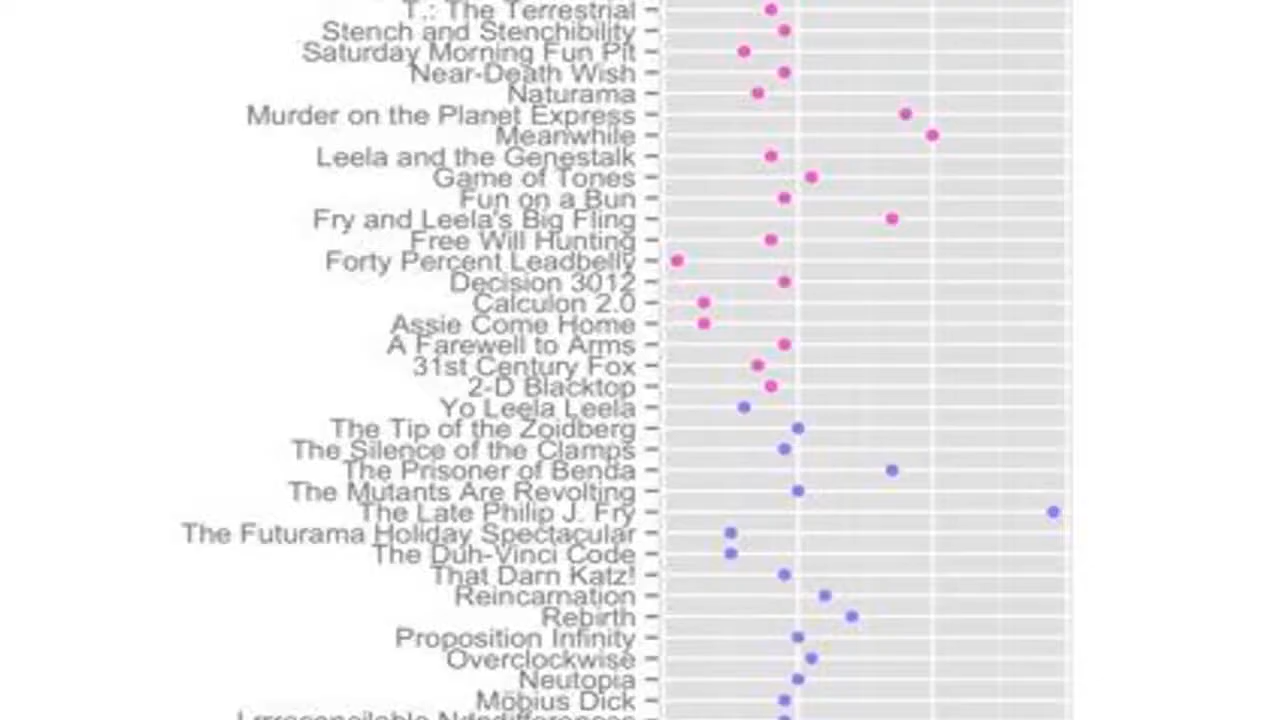 T.: The Terrestrial
Stench and Stenchibility
Saturday Morning Fun Pit
Near-Death Wish
Naturama
Murder on the Planet Express
Meanwhile
Leela and the Genestalk
Game of Tones
Fun on a Bun
Fry and Leela's Big Fling
Free Will Hunting
Forty Percent Leadbelly
Decision 3012
Calculon 2.0
Assie Come Home
A Farewell to Arms
31st Century Fox
2-D Blacktop
Yo Leela Leela
The Tip of the Zoidberg
The Silence of the Clamps
The Prisoner of Benda
The Mutants Are Revolting
The Late Philip J. Fry
The Futurama Holiday Spectacular
The Duh-Vinci Code
That Darn Katz!
Reincarnation
Rebirth
Proposition Infinity
Overclockwise
Neutopia
Möbius Dick